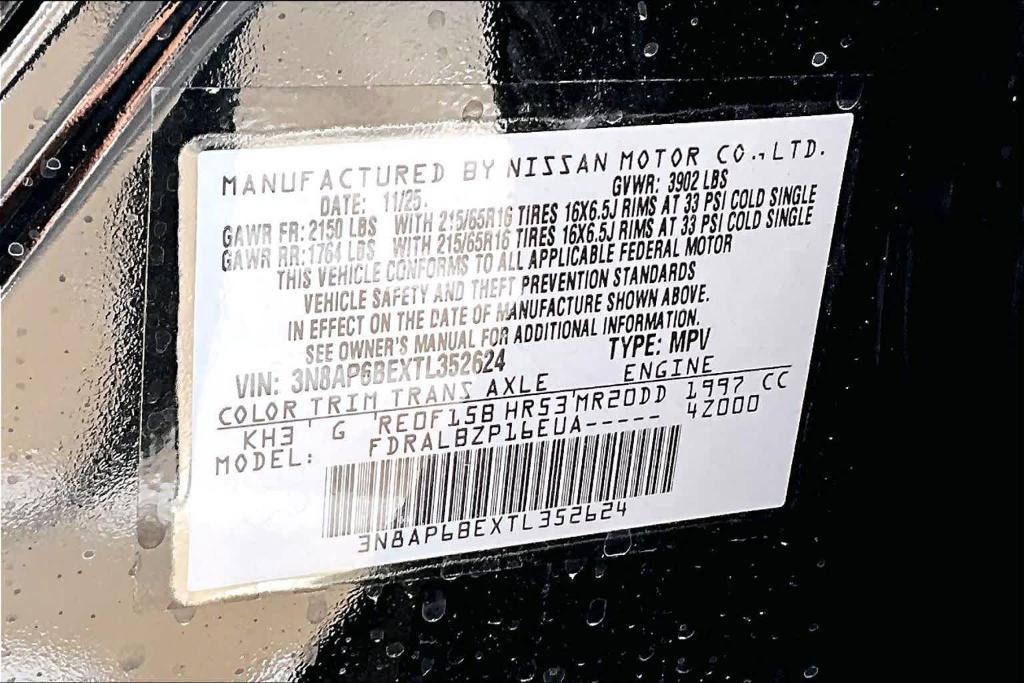 MANUFACTURED BY NISSAN MOTOR CO.,LTD.
DATE: 11/25. GVWR: 3902 LBS
GAWR FR: 2150 LBS WITH 215/65R16 TIRES 16X6.5J RIMS AT 33 PSI COLD SINGLE
GAWR RR: 1764 LBS WITH 215/65R16 TIRES 16X6.5J RIMS AT 33 PSI COLD SINGLE
THIS VEHICLE CONFORMS TO ALL APPLICABLE FEDERAL MOTOR
VEHICLE SAFETY AND THEFT PREVENTION STANDARDS
IN EFFECT ON THE DATE OF MANUFACTURE SHOWN ABOVE.
SEE OWNER'S MANUAL FOR ADDITIONAL INFORMATION.
VIN: 3N8AP6BEXTL352624 TYPE: MPV
COLOR TRIM TRANS AXLE ENGINE
KH3 ' G 'RE0F15B HR53'MR20DD 1997 CC
MODEL: FDRALBZP16EUA----- 4Z000
3N8AP6BEXTL352624